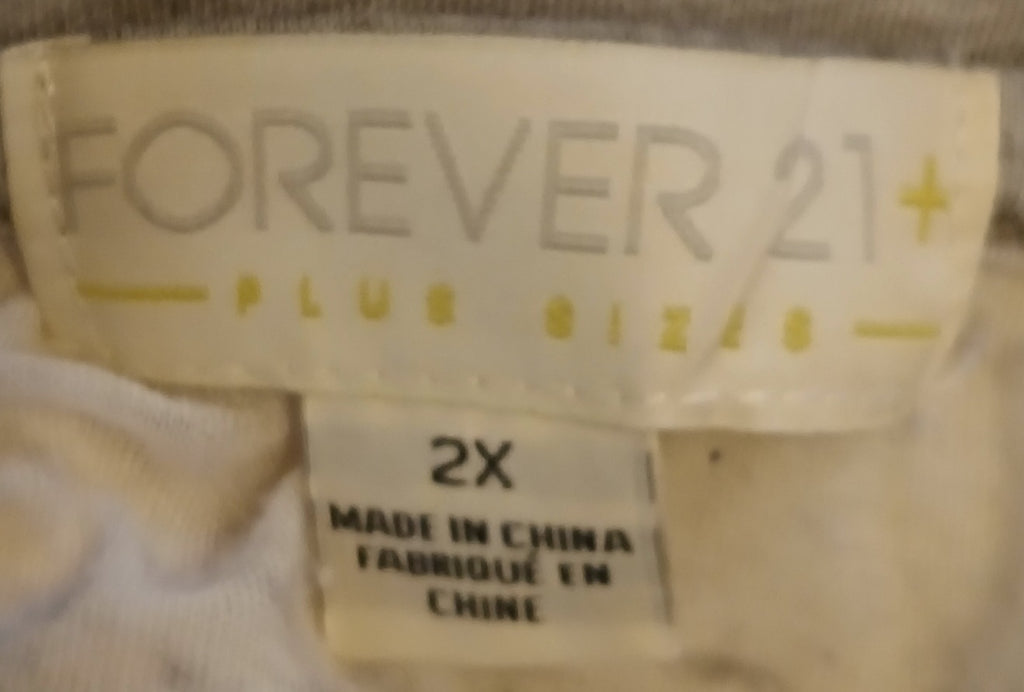 FOREVER 21+
PLUS SIZES
2X
MADE IN CHINA
FABRIQUÉ EN
CHINE